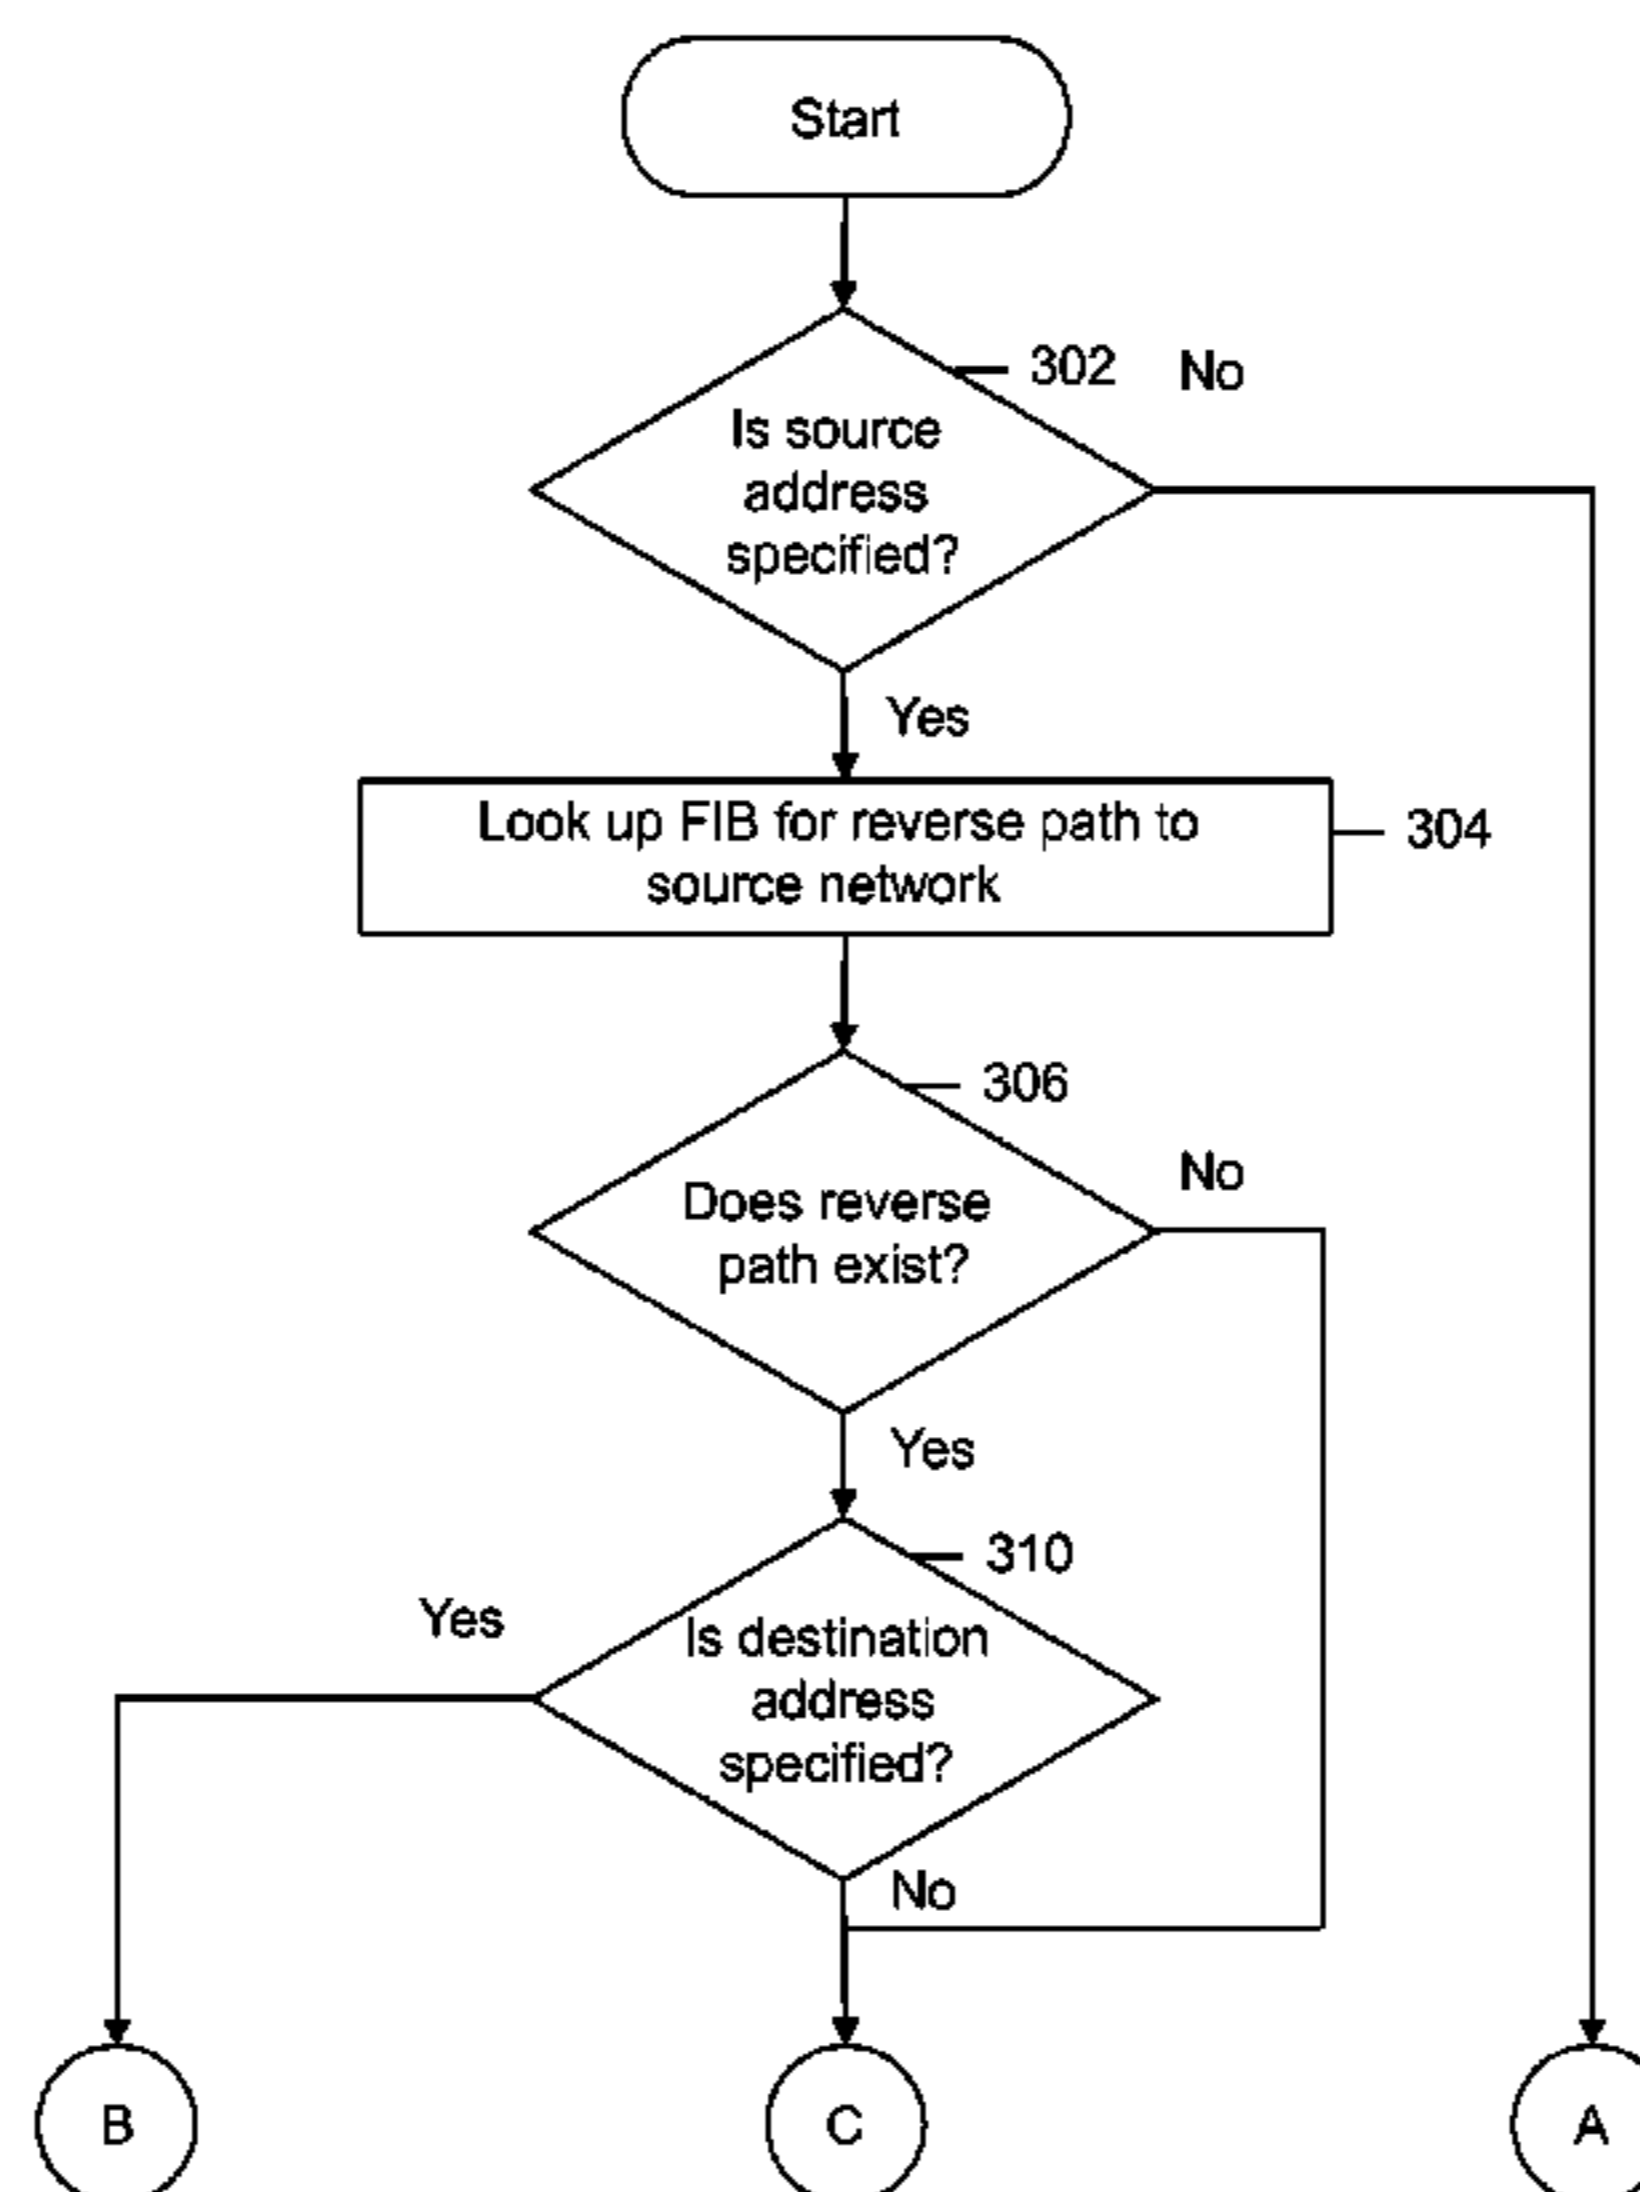 Start
302
No
Is source
address
specified?
Yes
Look up FIB for reverse path to
source network
304
306
No
Does reverse
path exist?
Yes
310
Yes
Is destination
address
specified?
No
B
C
A